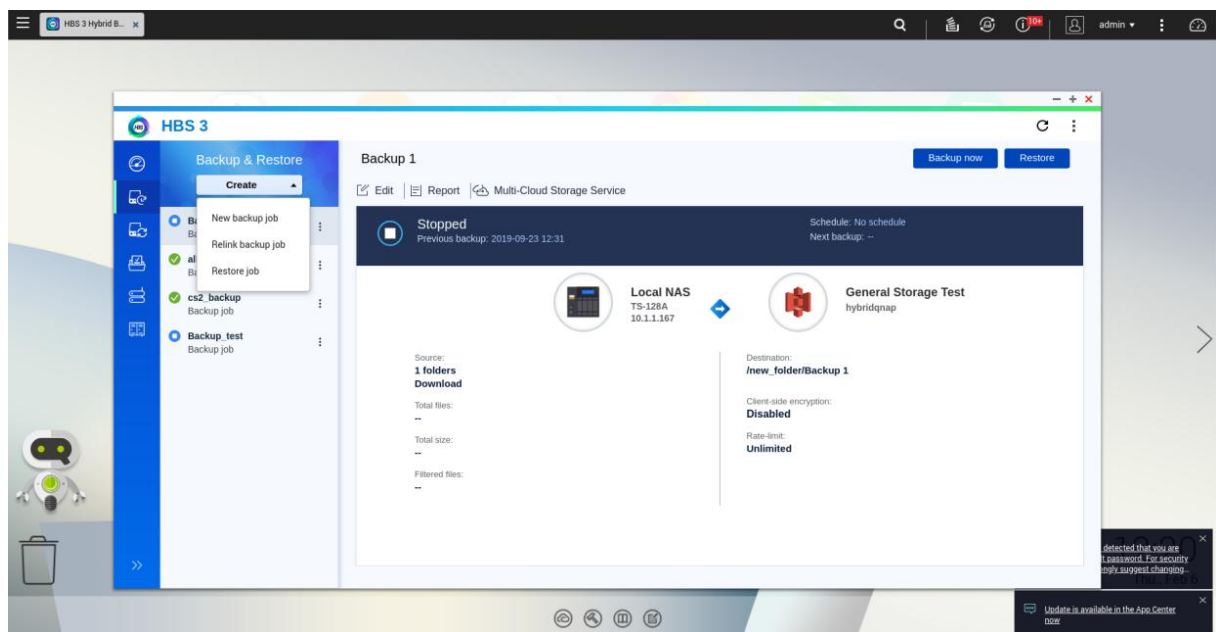 HBS 3 Hybrid B...
10+
admin
HBS 3
Backup & Restore
Create
New backup job
Relink backup job
Restore job
cs2_backup
Backup job
Backup_test
Backup job
Backup 1
Backup now
Restore
Edit
Report
Multi-Cloud Storage Service
Stopped
Previous backup: 2019-09-23 12:31
Schedule: No schedule
Next backup: --
Local NAS
TS-128A
10.1.1.167
General Storage Test
hybridqnap
Source:
1 folders
Download
Total files:
--
Total size:
--
Filtered files:
--
Destination:
/new_folder/Backup 1
Client-side encryption:
Disabled
Rate-limit:
Unlimited
detected that you are
t password. For security
ngly suggest changing...
Thu., Feb 6
Update is available in the App Center
now